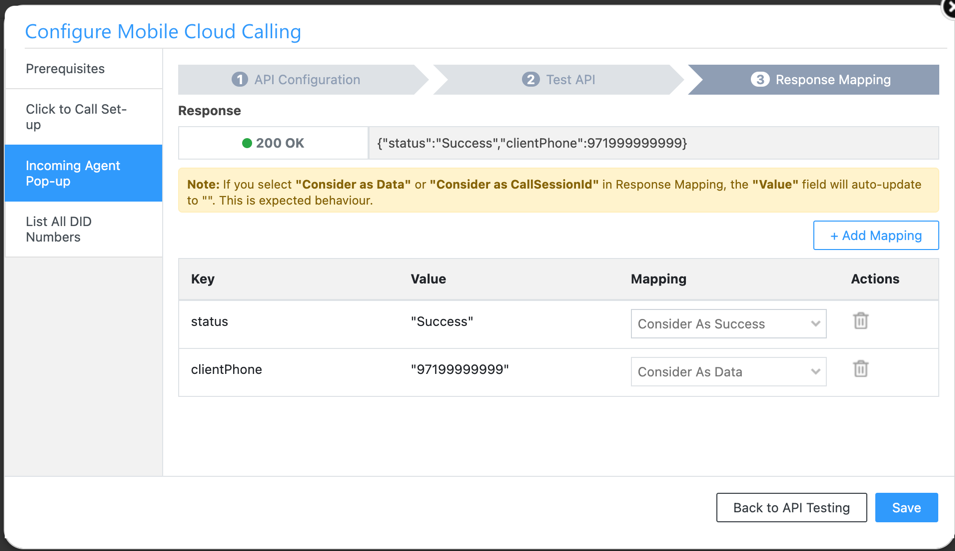 Configure Mobile Cloud Calling
Prerequisites
Click to Call Set-
up
Incoming Agent
Pop-up
List All DID
Numbers
1 API Configuration
2 Test API
3 Response Mapping
Response
200 OK
{"status":"Success","clientPhone":971999999999}
Note: If you select "Consider as Data" or "Consider as CallSessionId" in Response Mapping, the "Value" field will auto-update
to "". This is expected behaviour.
+ Add Mapping
Key Value Mapping Actions
status "Success" Consider As Success
clientPhone "97199999999" Consider As Data
Back to API Testing Save